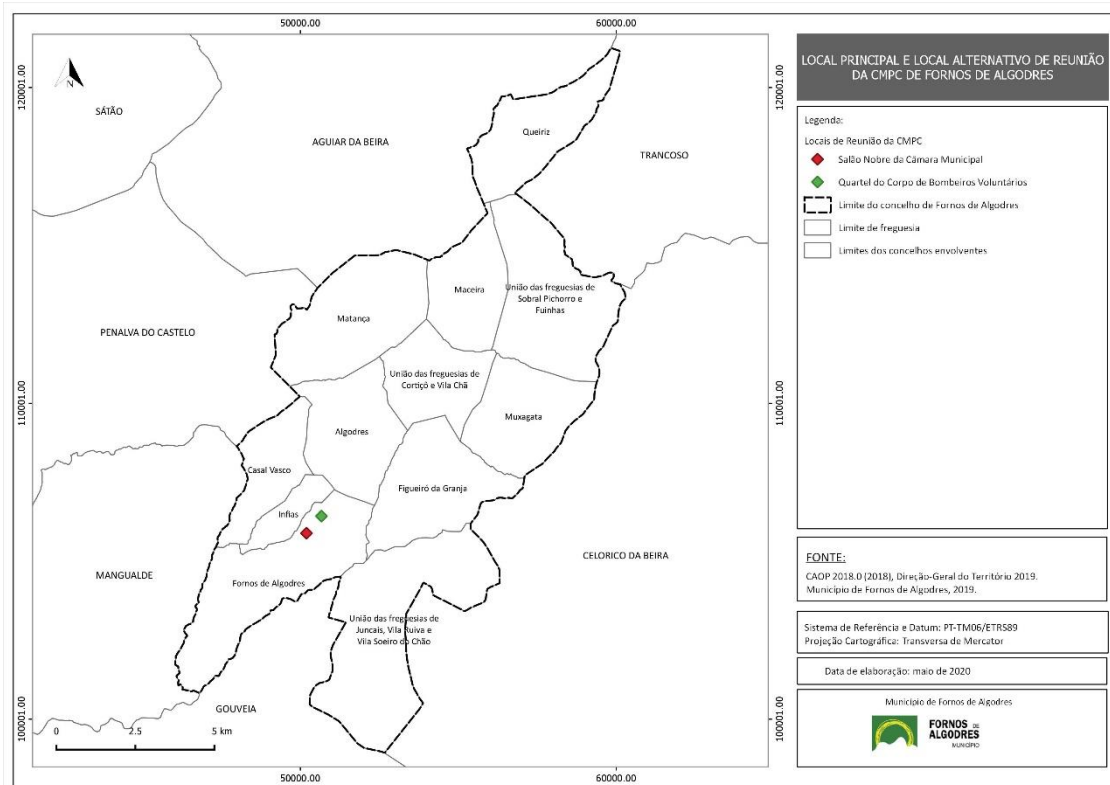 50000.00
60000.00
120001.00
120001.00
110001.00
110001.00
100001.00
100001.00
N
SÁTÃO
AGUIAR DA BEIRA
TRANCOSO
PENALVA DO CASTELO
MANGUALDE
GOUVEIA
CELORICO DA BEIRA
Queiriz
Maceira
União das freguesias de
Sobral Pichorro e
Fuinhas
Matança
União das freguesias de
Cortiçô e Vila Chã
Muxagata
Algodres
Casal Vasco
Figueiró da Granja
Infias
Fornos de Algodres
União das freguesias de
Juncais, Vila Ruiva e
Vila Soeiro do Chão
0 2.5 5 km
50000.00
60000.00
LOCAL PRINCIPAL E LOCAL ALTERNATIVO DE REUNIÃO
DA CMPC DE FORNOS DE ALGODRES
Legenda:
Locais de Reunião da CMPC
Salão Nobre da Câmara Municipal
Quartel do Corpo de Bombeiros Voluntários
Limite do concelho de Fornos de Algodres
Limite de freguesia
Limites dos concelhos envolventes
FONTE:
CAOP 2018.0 (2018), Direção-Geral do Território 2019.
Município de Fornos de Algodres, 2019.
Sistema de Referência e Datum: PT-TM06/ETRS89
Projeção Cartográfica: Transversa de Mercator
Data de elaboração: maio de 2020
Município de Fornos de Algodres
FORNOS DE
ALGODRES
MUNICÍPIO